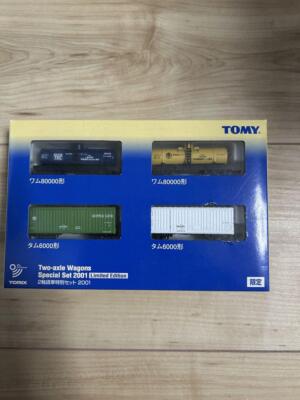 TOMY
ワム80000形
ワム80000形
タム6000形
タム6000形
TOMIX
Two-axle Wagons
Special Set 2001 Limited Edition
2軸貨車特別セット 2001
限定